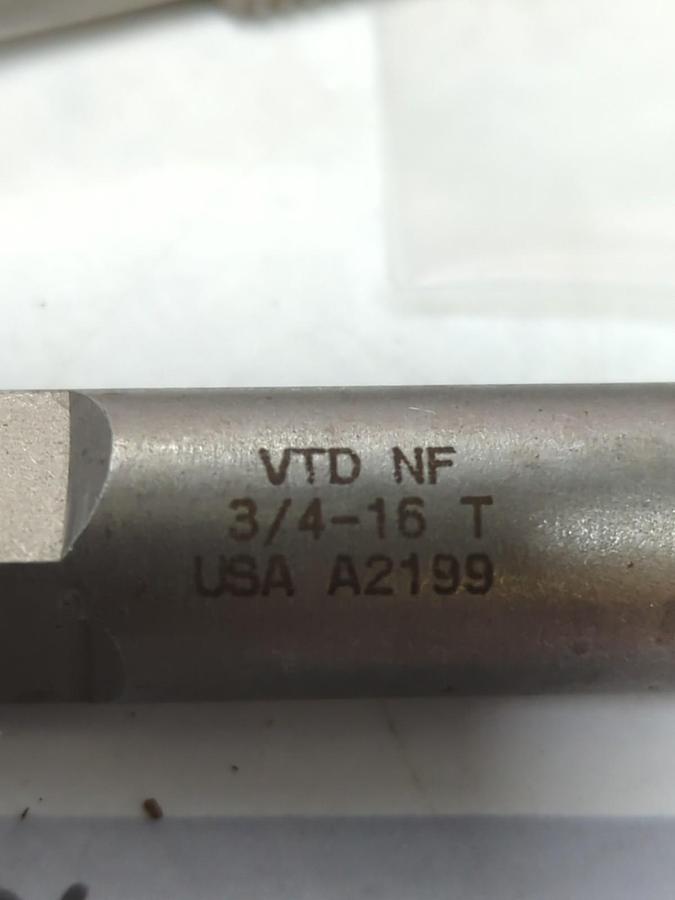 VTD NF
3/4-16 T
USA A2199